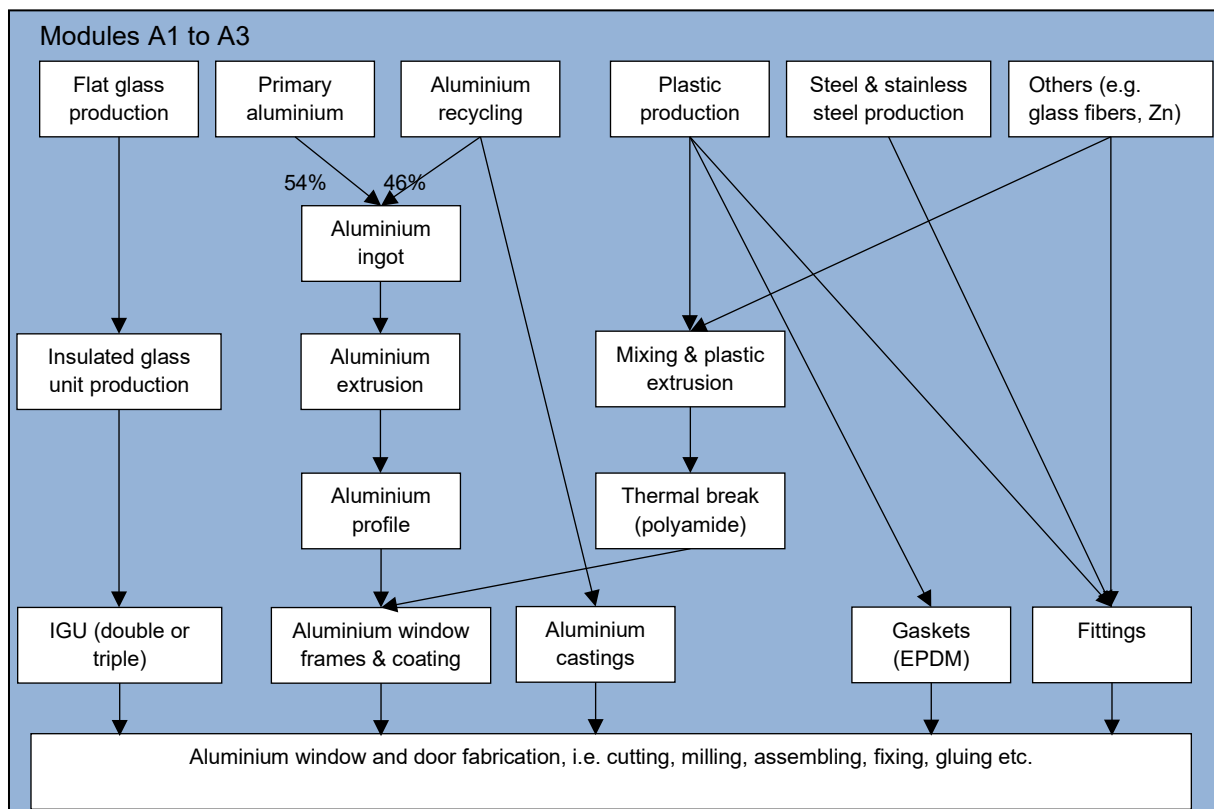 Modules A1 to A3
Flat glass
production
Primary
aluminium
Aluminium
recycling
Plastic
production
Steel & stainless
steel production
Others (e.g.
glass fibers, Zn)
54%
46%
Aluminium
ingot
Insulated glass
unit production
Aluminium
extrusion
Mixing & plastic
extrusion
Aluminium
profile
Thermal break
(polyamide)
IGU (double or
triple)
Aluminium window
frames & coating
Aluminium
castings
Gaskets
(EPDM)
Fittings
Aluminium window and door fabrication, i.e. cutting, milling, assembling, fixing, gluing etc.